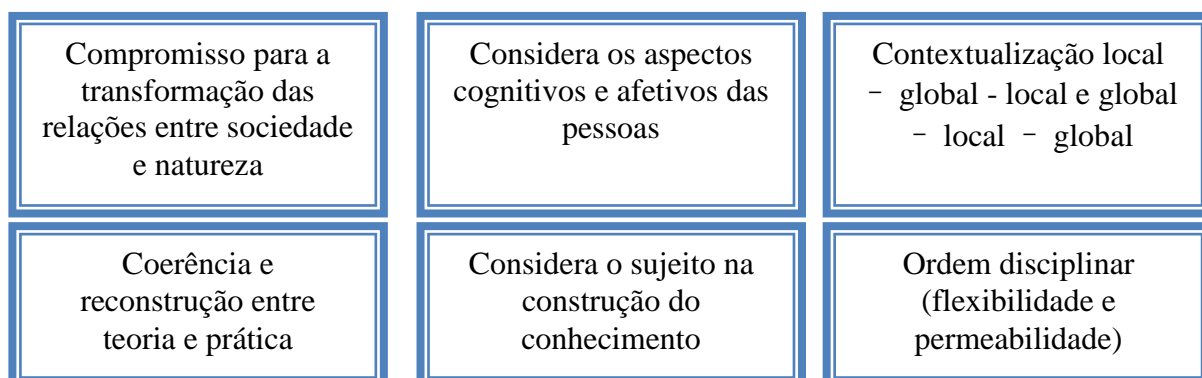 Compromisso para a
transformação das
relações entre sociedade
e natureza
Considera os aspectos
cognitivos e afetivos das
pessoas
Contextualização local
– global - local e global
– local – global
Coerência e
reconstrução entre
teoria e prática
Considera o sujeito na
construção do
conhecimento
Ordem disciplinar
(flexibilidade e
permeabilidade)